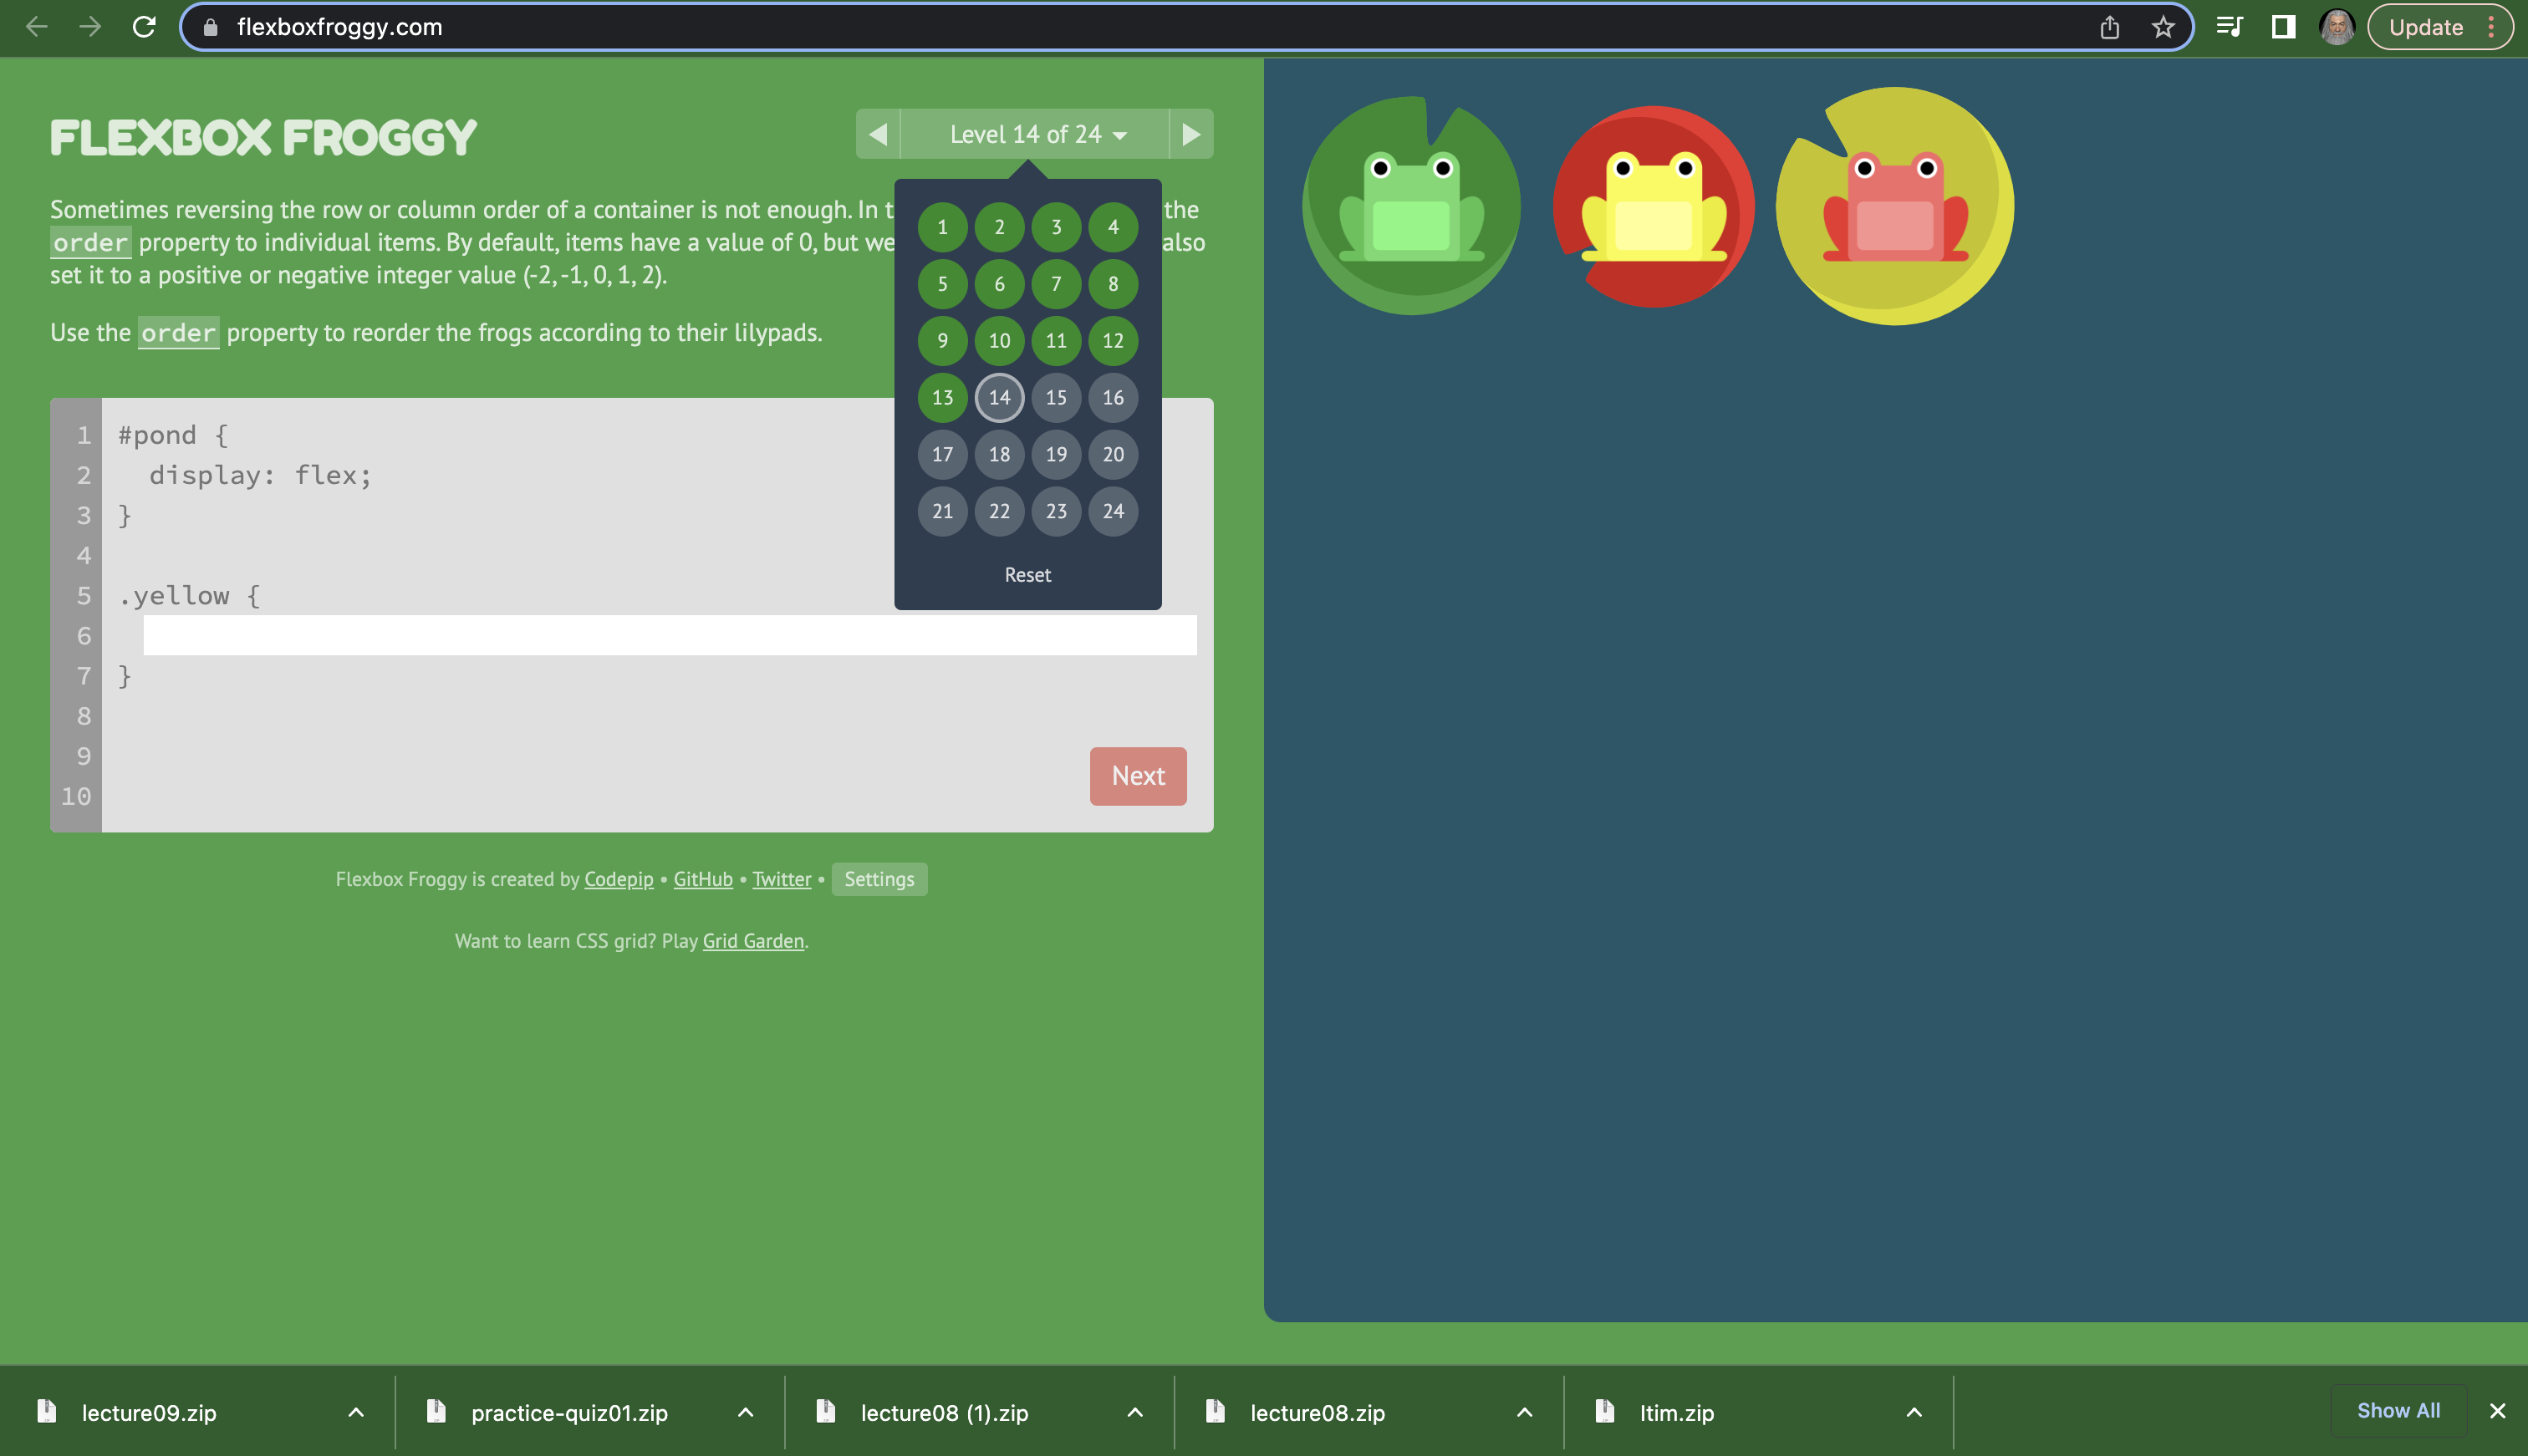 flexboxfroggy.com
Update
FLEXBOX FROGGY
Level 14 of 24
Sometimes reversing the row or column order of a container is not enough. In t the
order property to individual items. By default, items have a value of 0, but we also
set it to a positive or negative integer value (-2, -1, 0, 1, 2).
Use the order property to reorder the frogs according to their lilypads.
1 2 3 4
5 6 7 8
9 10 11 12
13 14 15 16
17 18 19 20
21 22 23 24
Reset
1 #pond {
2 display: flex;
3 }
4
5 .yellow {
6
7 }
8
9
10
Next
Flexbox Froggy is created by Codepip • GitHub • Twitter • Settings
Want to learn CSS grid? Play Grid Garden.
lecture09.zip
practice-quiz01.zip
lecture08 (1).zip
lecture08.zip
ltim.zip
Show All